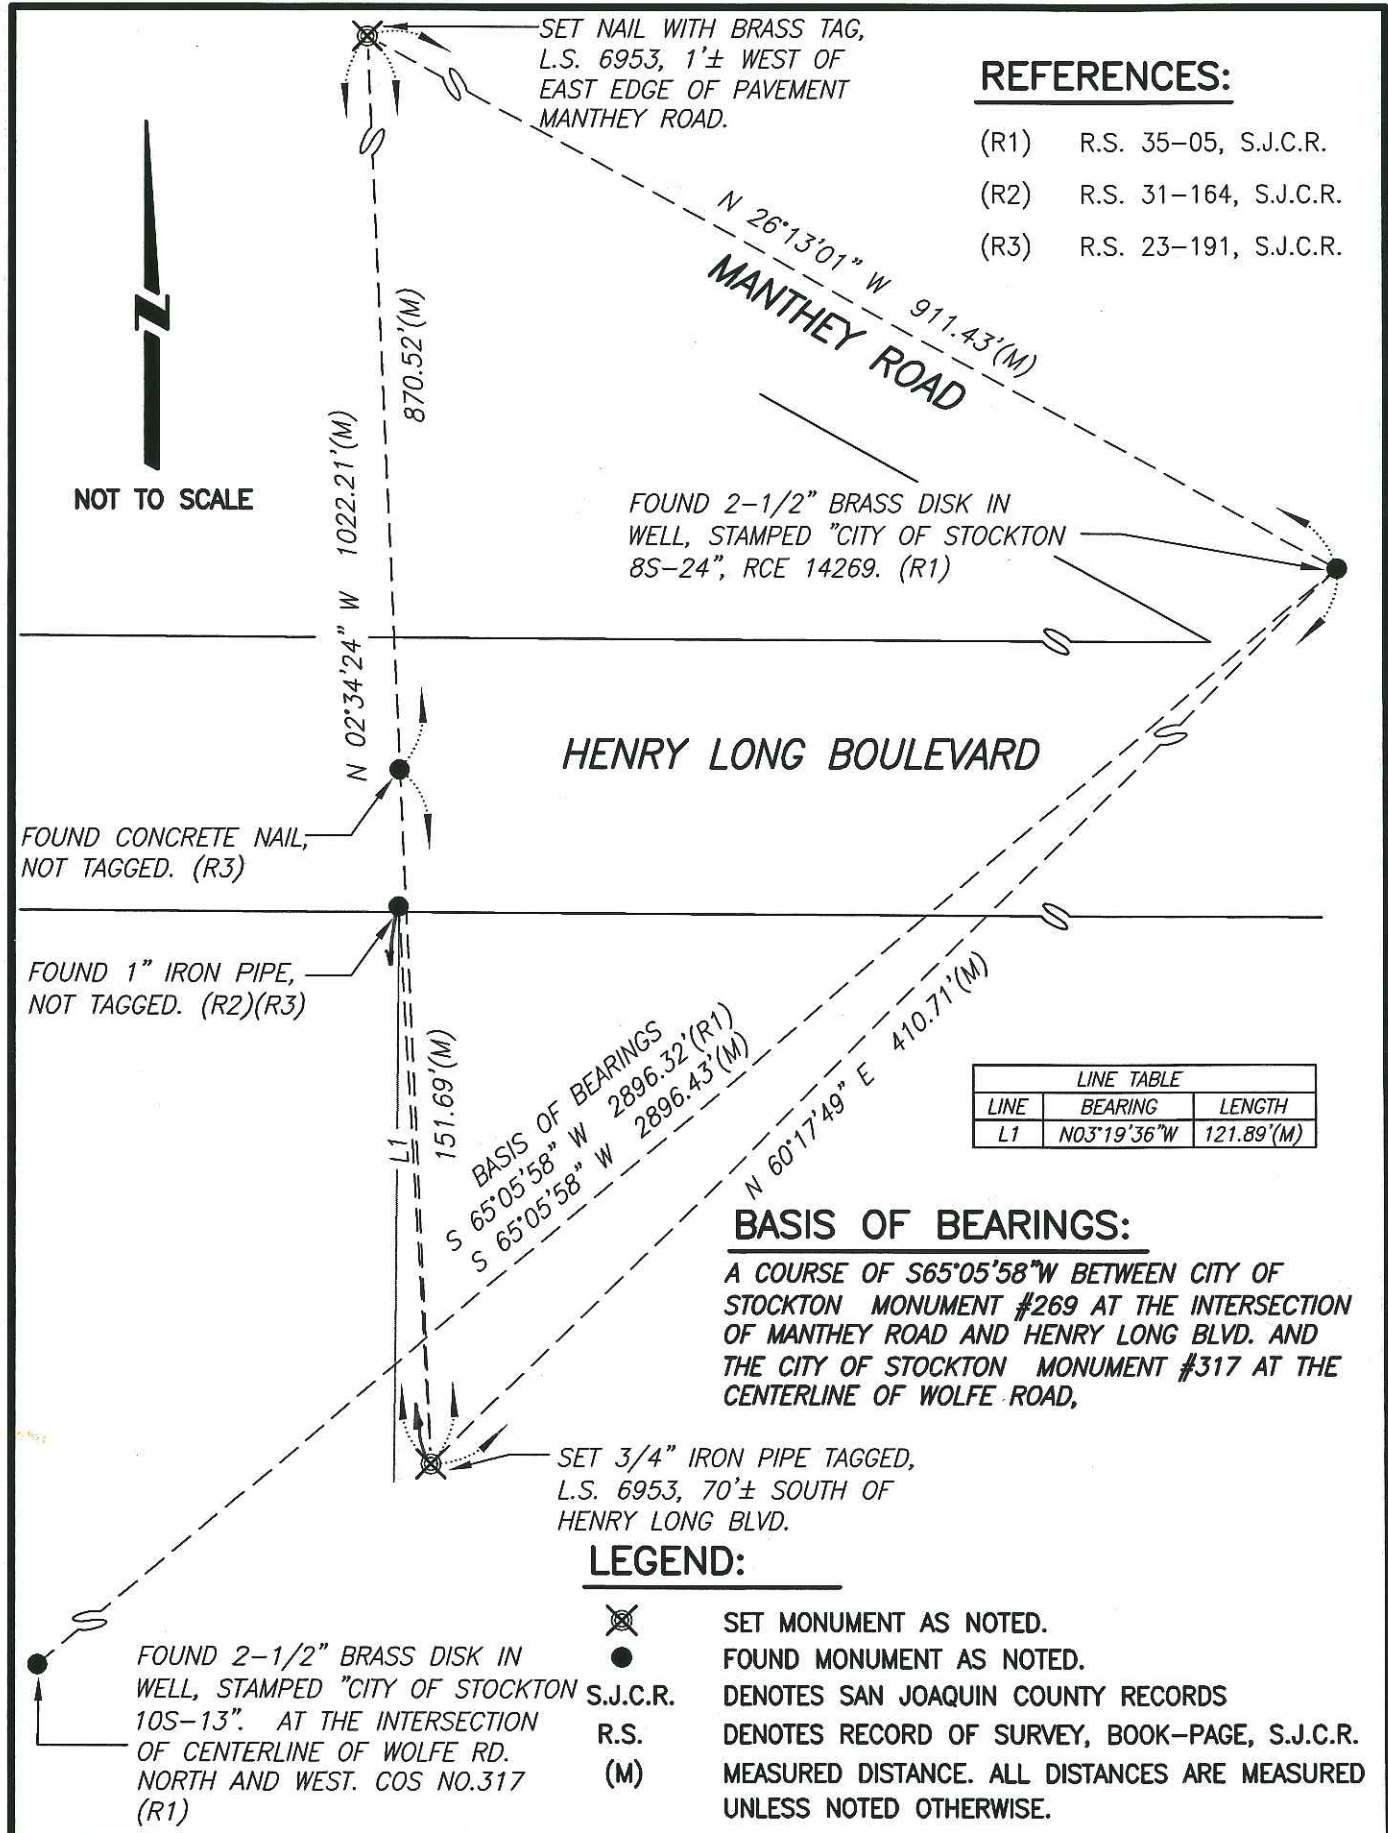 SET NAIL WITH BRASS TAG,
L.S. 6953, 1'± WEST OF
EAST EDGE OF PAVEMENT
MANTHEY ROAD.
REFERENCES:
(R1) R.S. 35-05, S.J.C.R.
(R2) R.S. 31-164, S.J.C.R.
(R3) R.S. 23-191, S.J.C.R.
N 26°13'01" W 911.43'(M)
MANTHEY ROAD
870.52'(M)
N 02°34'24" W 1022.21'(M)
NOT TO SCALE
FOUND 2-1/2" BRASS DISK IN
WELL, STAMPED "CITY OF STOCKTON
8S-24", RCE 14269. (R1)
HENRY LONG BOULEVARD
FOUND CONCRETE NAIL,
NOT TAGGED. (R3)
FOUND 1" IRON PIPE,
NOT TAGGED. (R2)(R3)
L1
151.69'(M)
BASIS OF BEARINGS
S 65°05'58" W 2896.32'(R1)
S 65°05'58" W 2896.43'(M)
N 60°17'49" E 410.71'(M)
LINE TABLE
LINE BEARING LENGTH
L1 N03°19'36"W 121.89'(M)
BASIS OF BEARINGS:
A COURSE OF S65°05'58"W BETWEEN CITY OF
STOCKTON MONUMENT #269 AT THE INTERSECTION
OF MANTHEY ROAD AND HENRY LONG BLVD. AND
THE CITY OF STOCKTON MONUMENT #317 AT THE
CENTERLINE OF WOLFE ROAD,
SET 3/4" IRON PIPE TAGGED,
L.S. 6953, 70'± SOUTH OF
HENRY LONG BLVD.
LEGEND:
SET MONUMENT AS NOTED.
FOUND MONUMENT AS NOTED.
S.J.C.R. DENOTES SAN JOAQUIN COUNTY RECORDS
R.S. DENOTES RECORD OF SURVEY, BOOK-PAGE, S.J.C.R.
(M) MEASURED DISTANCE. ALL DISTANCES ARE MEASURED
UNLESS NOTED OTHERWISE.
FOUND 2-1/2" BRASS DISK IN
WELL, STAMPED "CITY OF STOCKTON
10S-13". AT THE INTERSECTION
OF CENTERLINE OF WOLFE RD.
NORTH AND WEST. COS NO.317
(R1)